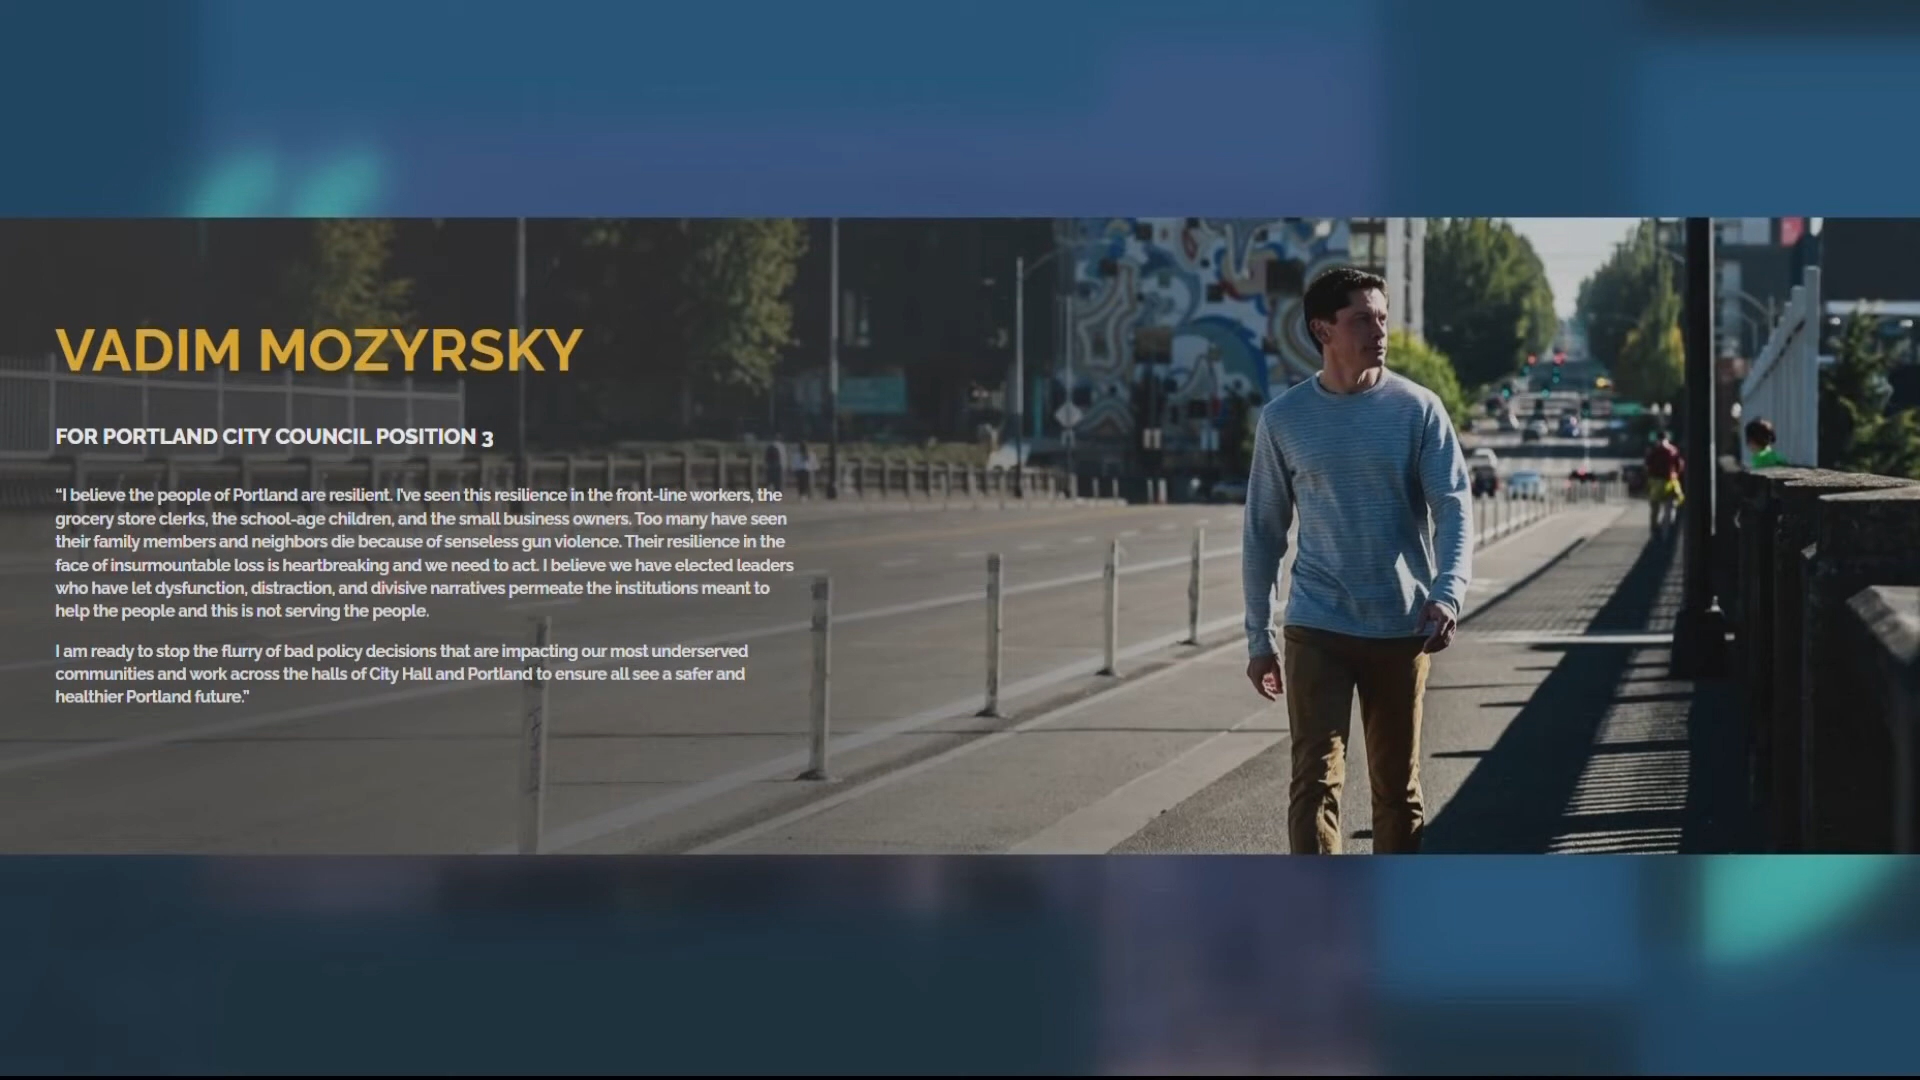 VADIM MOZYRSKY
FOR PORTLAND CITY COUNCIL POSITION 3
“I believe the people of Portland are resilient. I've seen this resilience in the front-line workers, the
grocery store clerks, the school-age children, and the small business owners. Too many have seen
their family members and neighbors die because of senseless gun violence. Their resilience in the
face of insurmountable loss is heartbreaking and we need to act. I believe we have elected leaders
who have let dysfunction, distraction, and divisive narratives permeate the institutions meant to
help the people and this is not serving the people.
I am ready to stop the flurry of bad policy decisions that are impacting our most underserved
communities and work across the halls of City Hall and Portland to ensure all see a safer and
healthier Portland future.”